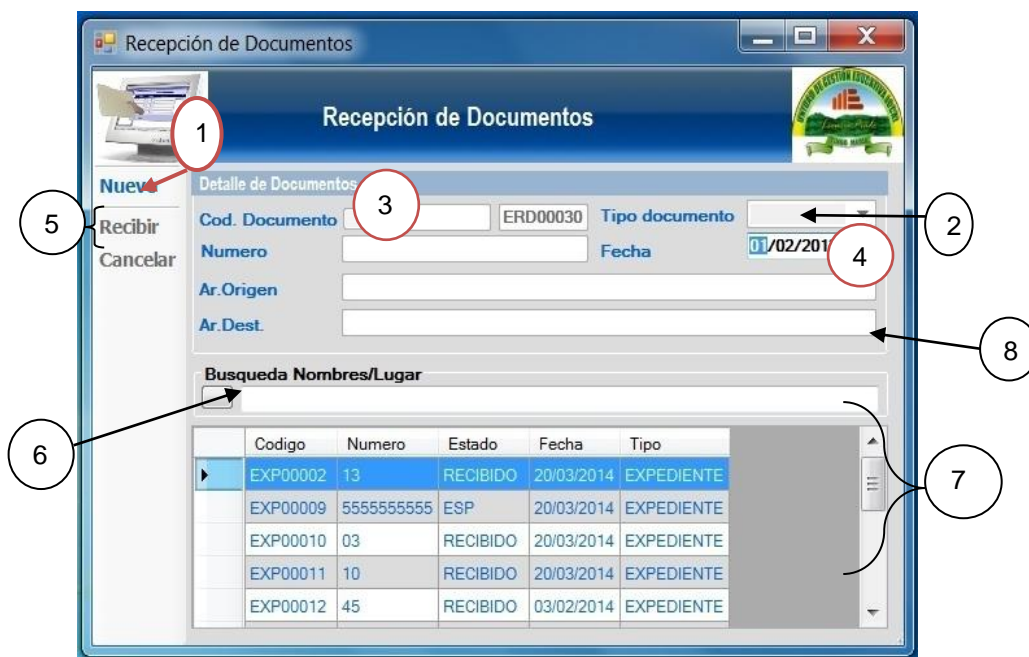 Recepción de Documentos
Recepción de Documentos
1
Nuevo
Detalle de Documentos
5
Recibir
Cod. Documento
3
ERD00030
Tipo documento
2
Cancelar
Numero
Fecha
01/02/201
4
Ar.Origen
Ar.Dest.
8
Busqueda Nombres/Lugar
6
7
Codigo Numero Estado Fecha Tipo
EXP00002 13 RECIBIDO 20/03/2014 EXPEDIENTE
EXP00009 5555555555 ESP 20/03/2014 EXPEDIENTE
EXP00010 03 RECIBIDO 20/03/2014 EXPEDIENTE
EXP00011 10 RECIBIDO 20/03/2014 EXPEDIENTE
EXP00012 45 RECIBIDO 03/02/2014 EXPEDIENTE